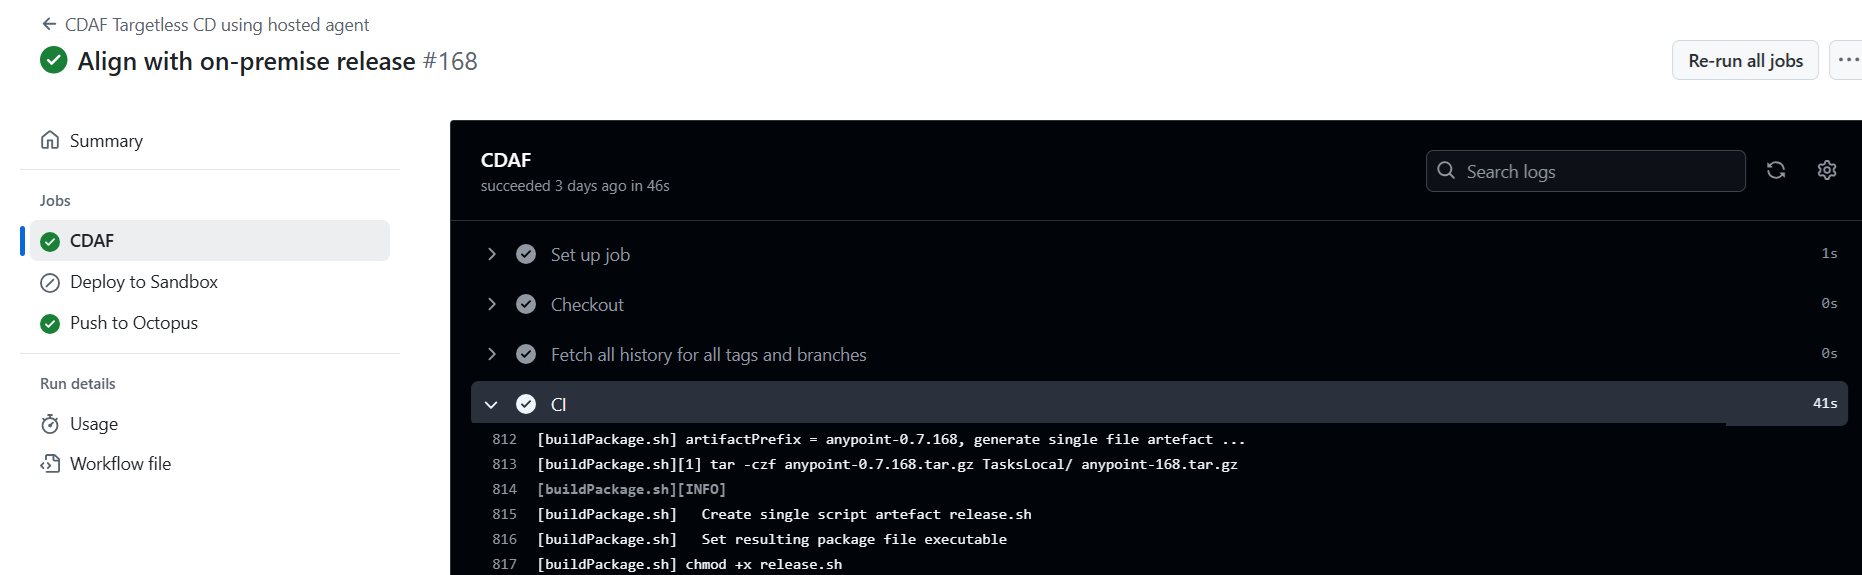 CDAF Targetless CD using hosted agent
Align with on-premise release #168
Re-run all jobs
Summary
Jobs
CDAF
Deploy to Sandbox
Push to Octopus
Run details
Usage
Workflow file
CDAF
succeeded 3 days ago in 46s
Search logs
Set up job 1s
Checkout 0s
Fetch all history for all tags and branches 0s
CI 41s
812 [buildPackage.sh] artifactPrefix = anypoint-0.7.168, generate single file artefact ...
813 [buildPackage.sh][1] tar -czf anypoint-0.7.168.tar.gz TasksLocal/ anypoint-168.tar.gz
814 [buildPackage.sh][INFO]
815 [buildPackage.sh]   Create single script artefact release.sh
816 [buildPackage.sh]   Set resulting package file executable
817 [buildPackage.sh] chmod +x release.sh